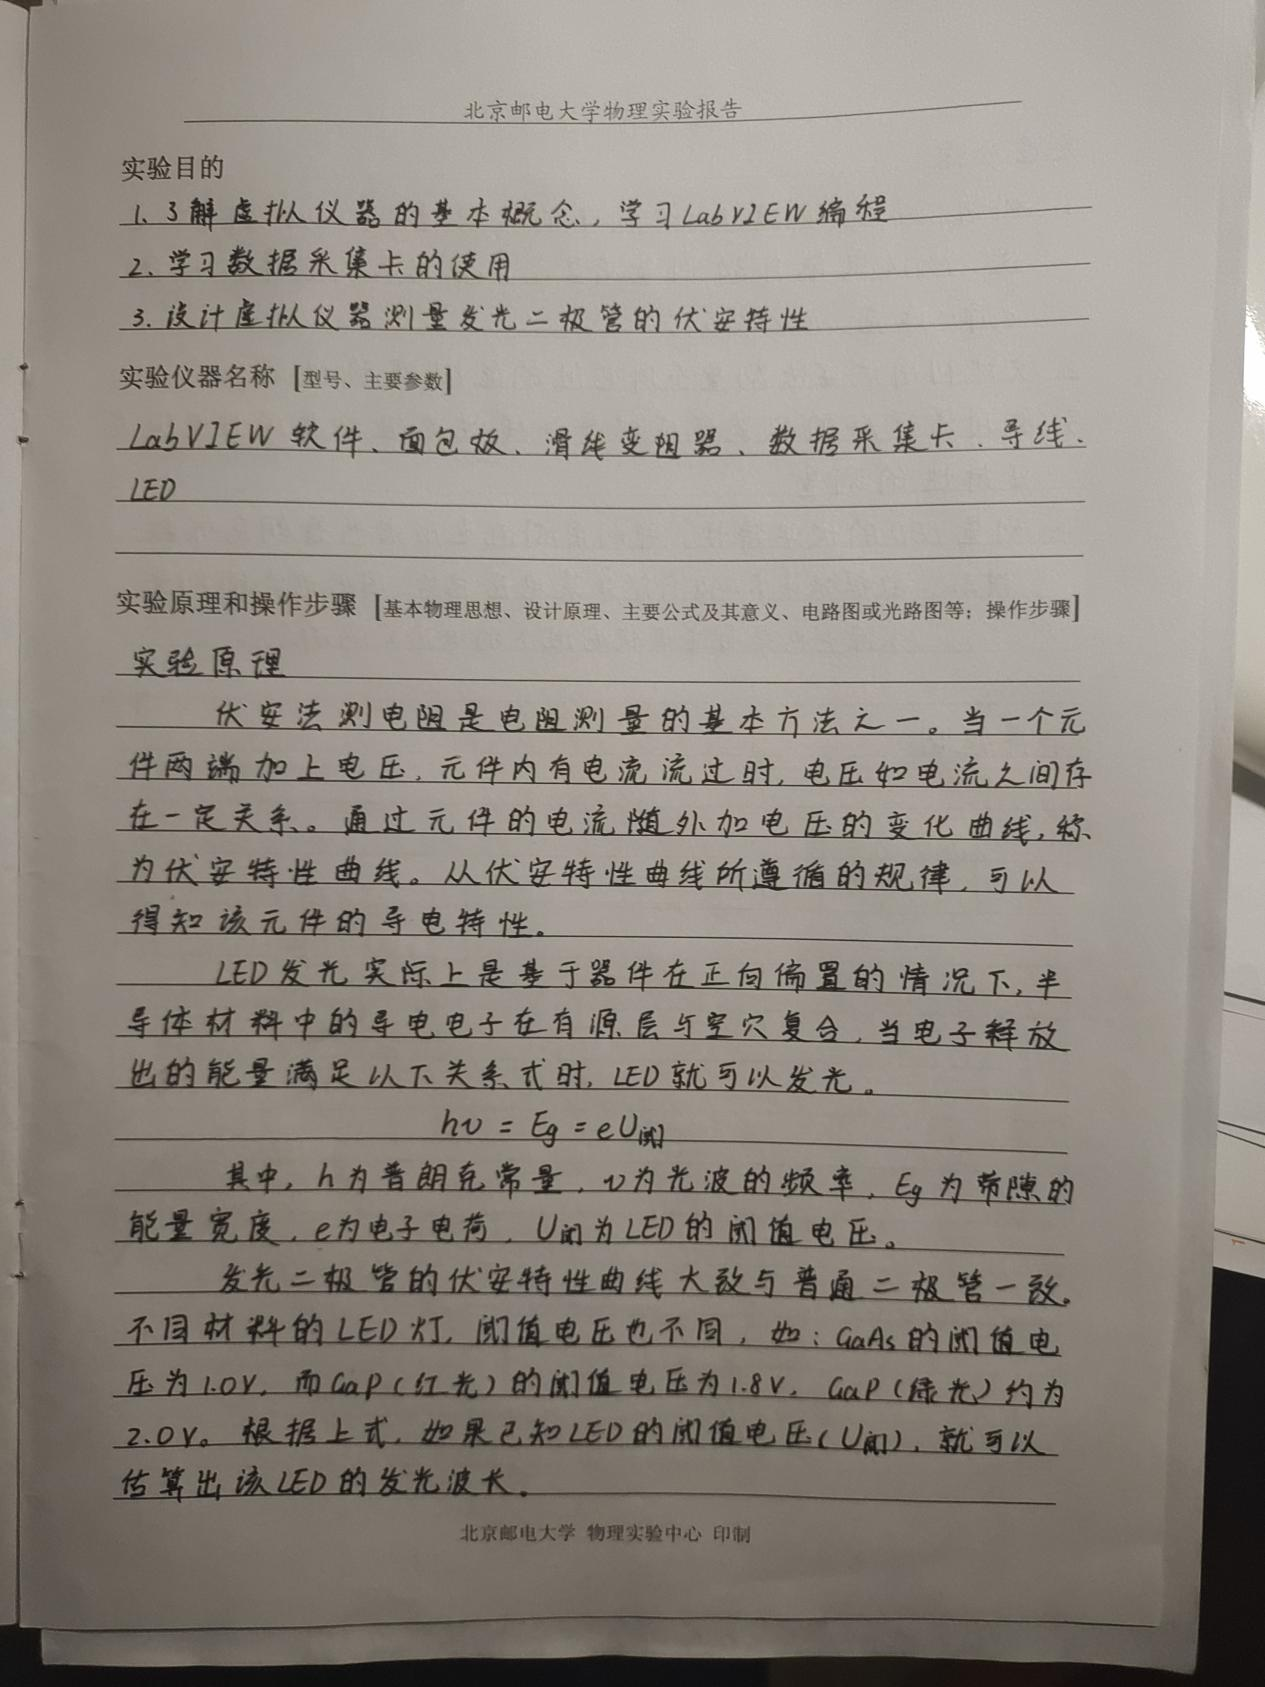 北京邮电大学物理实验报告
实验目的
1、了解虚拟仪器的基本概念，学习LabVIEW编程
2、学习数据采集卡的使用
3、设计虚拟仪器测量发光二极管的伏安特性
实验仪器名称 [型号、主要参数]
LabVIEW 软件、面包板、滑线变阻器、数据采集卡、导线、
LED
实验原理和操作步骤 [基本物理思想、设计原理、主要公式及其意义、电路图或光路图等；操作步骤]
实验原理
伏安法测电阻是电阻测量的基本方法之一。当一个元
件两端加上电压，元件内有电流流过时，电压和电流之间存
在一定关系。通过元件的电流随外加电压的变化曲线，称
为伏安特性曲线。从伏安特性曲线所遵循的规律，可以
得知该元件的导电特性。
LED发光实际上是基于器件在正向偏置的情况下，半
导体材料中的导电电子在有源层与空穴复合，当电子释放
出的能量满足以下关系式时，LED就可以发光。
hυ = Eg = eU阈
其中，h为普朗克常量，υ为光波的频率，Eg为带隙的
能量宽度，e为电子电荷，U阈为LED的阈值电压。
发光二极管的伏安特性曲线大致与普通二极管一致。
不同材料的LED灯，阈值电压也不同，如：GaAs的阈值电
压为1.0V，而GaP（红光）的阈值电压为1.8V，GaP（绿光）约为
2.0V。根据上式，如果已知LED的阈值电压（U阈），就可以
估算出该LED的发光波长。
北京邮电大学 物理实验中心 印制